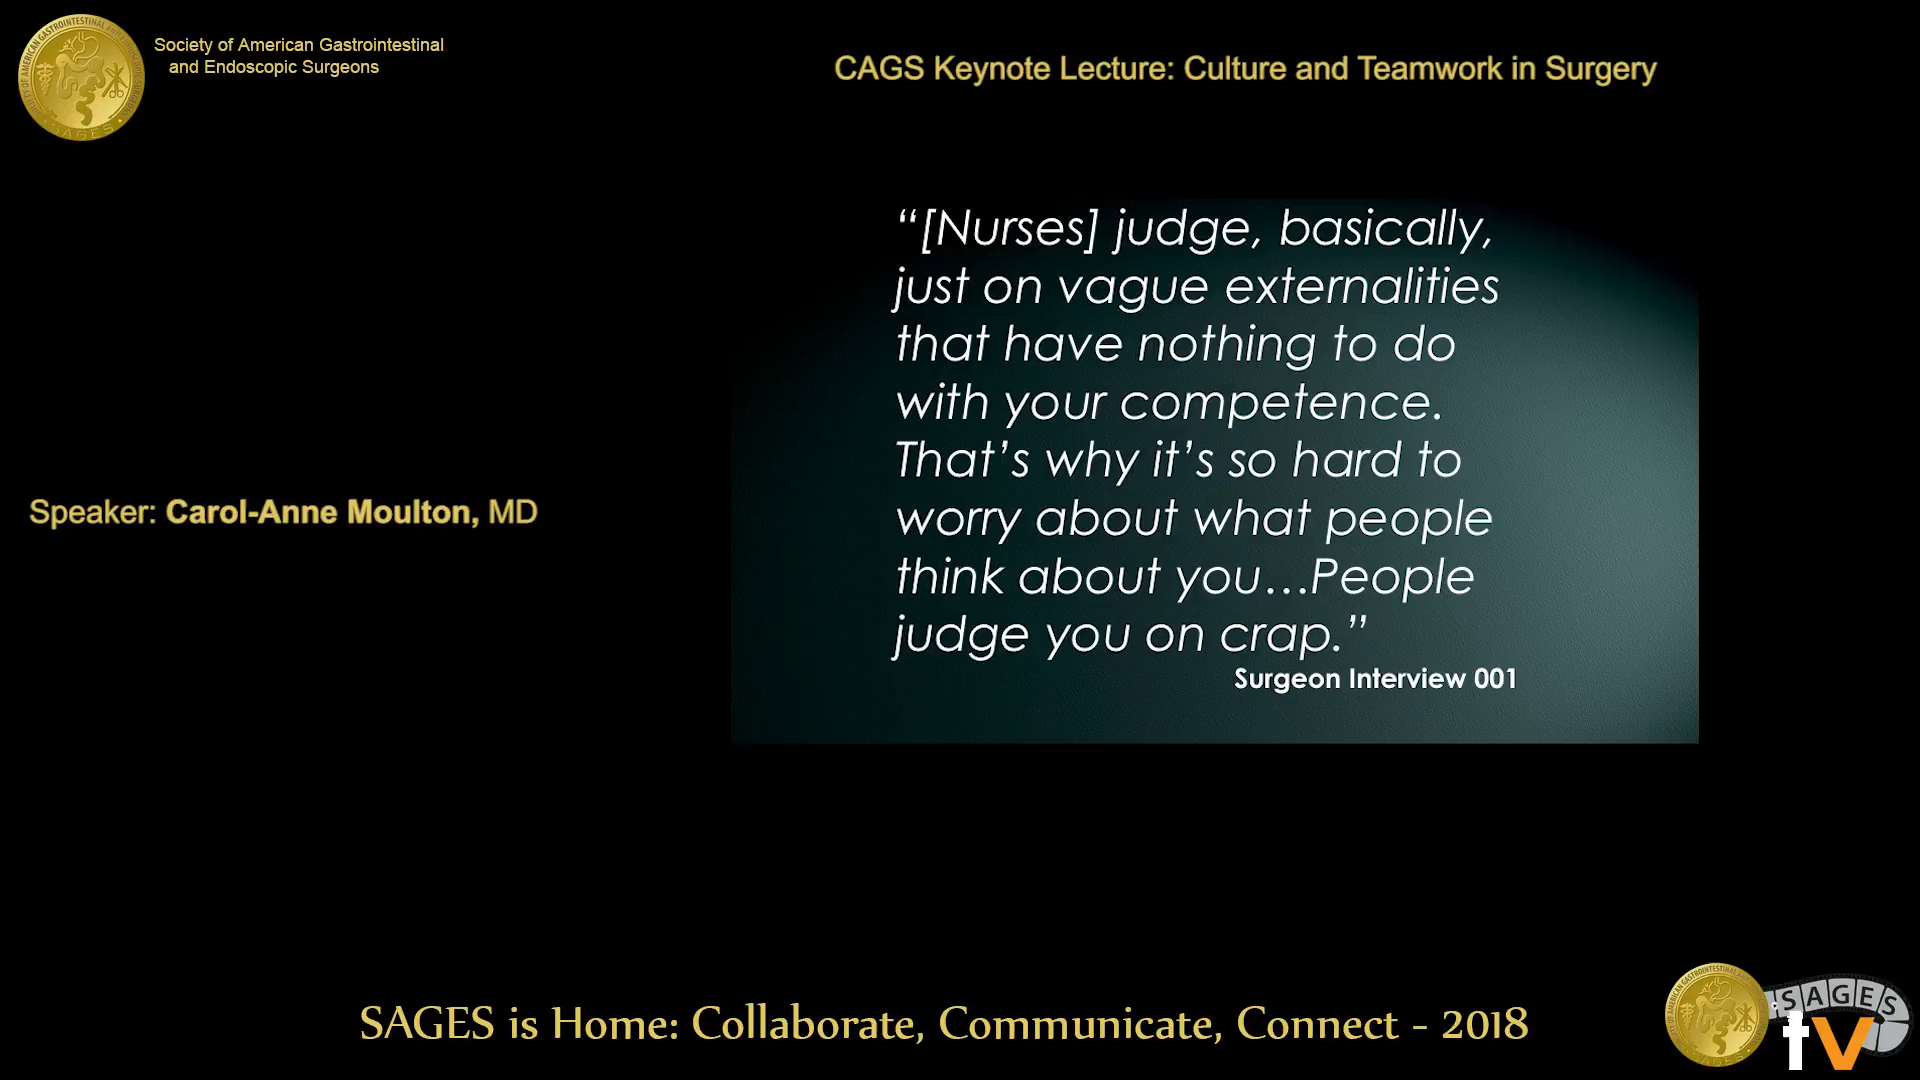 Society of American Gastrointestinal
and Endoscopic Surgeons
CAGS Keynote Lecture: Culture and Teamwork in Surgery
“[Nurses] judge, basically,
just on vague externalities
that have nothing to do
with your competence.
That’s why it’s so hard to
worry about what people
think about you…People
judge you on crap.”
Surgeon Interview 001
Speaker: Carol-Anne Moulton, MD
SAGES is Home: Collaborate, Communicate, Connect - 2018
SAGES
tv
SAGES